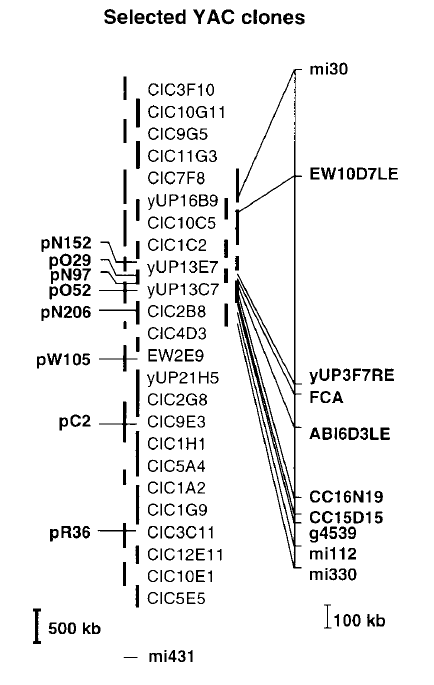 Selected YAC clones
CIC3F10
CIC10G11
CIC9G5
CIC11G3
CIC7F8
yUP16B9
CIC10C5
CIC1C2
yUP13E7
yUP13C7
CIC2B8
CIC4D3
EW2E9
yUP21H5
CIC2G8
CIC9E3
CIC1H1
CIC5A4
CIC1A2
CIC1G9
CIC3C11
CIC12E11
CIC10E1
CIC5E5
pN152
pO29
pN97
pO52
pN206
pW105
pC2
pR36
mi30
EW10D7LE
yUP3F7RE
FCA
ABI6D3LE
CC16N19
CC15D15
g4539
mi112
mi330
500 kb
100 kb
mi431